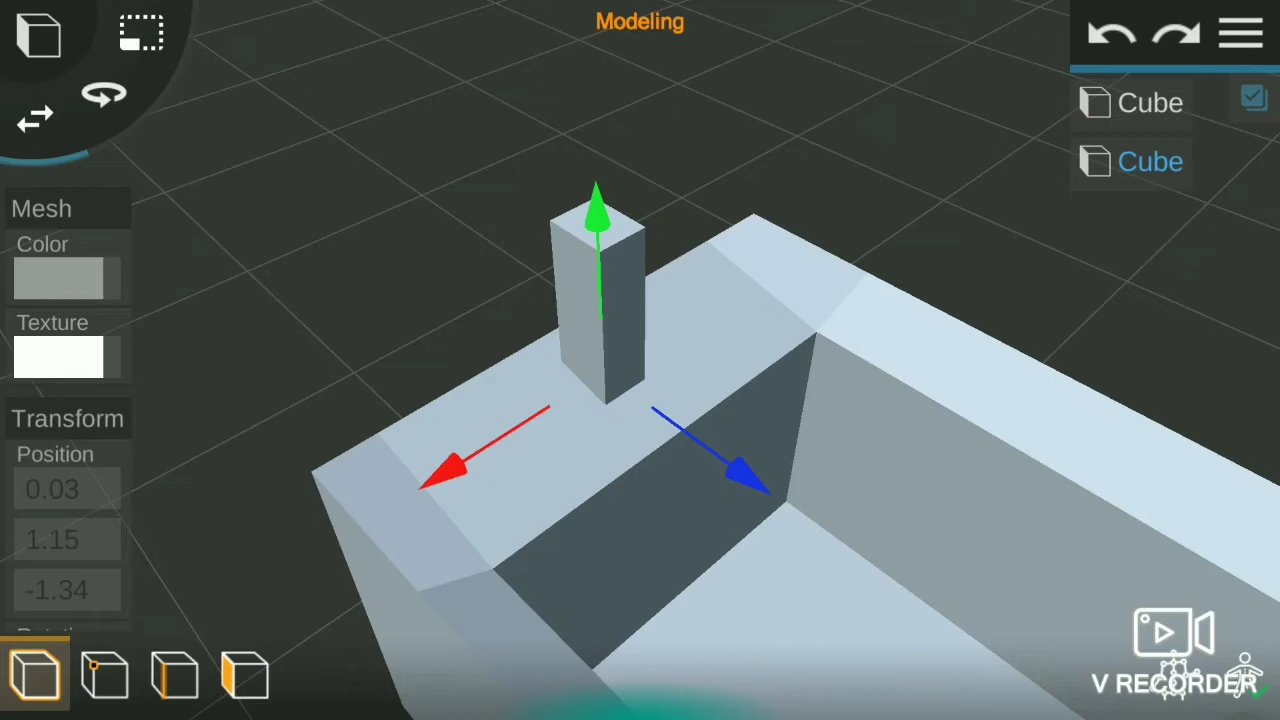 Modeling
Cube
Cube
Mesh
Color
Texture
Transform
Position
0.03
1.15
-1.34
V RECORDER